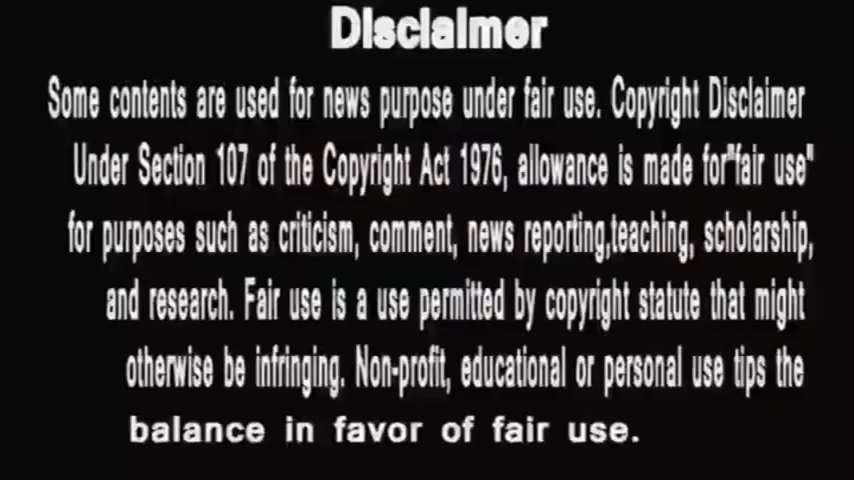 Disclaimer
Some contents are used for news purpose under fair use. Copyright Disclaimer
Under Section 107 of the Copyright Act 1976, allowance is made for"fair use"
for purposes such as criticism, comment, news reporting,teaching, scholarship,
and research. Fair use is a use permitted by copyright statute that might
otherwise be infringing. Non-profit, educational or personal use tips the
balance in favor of fair use.